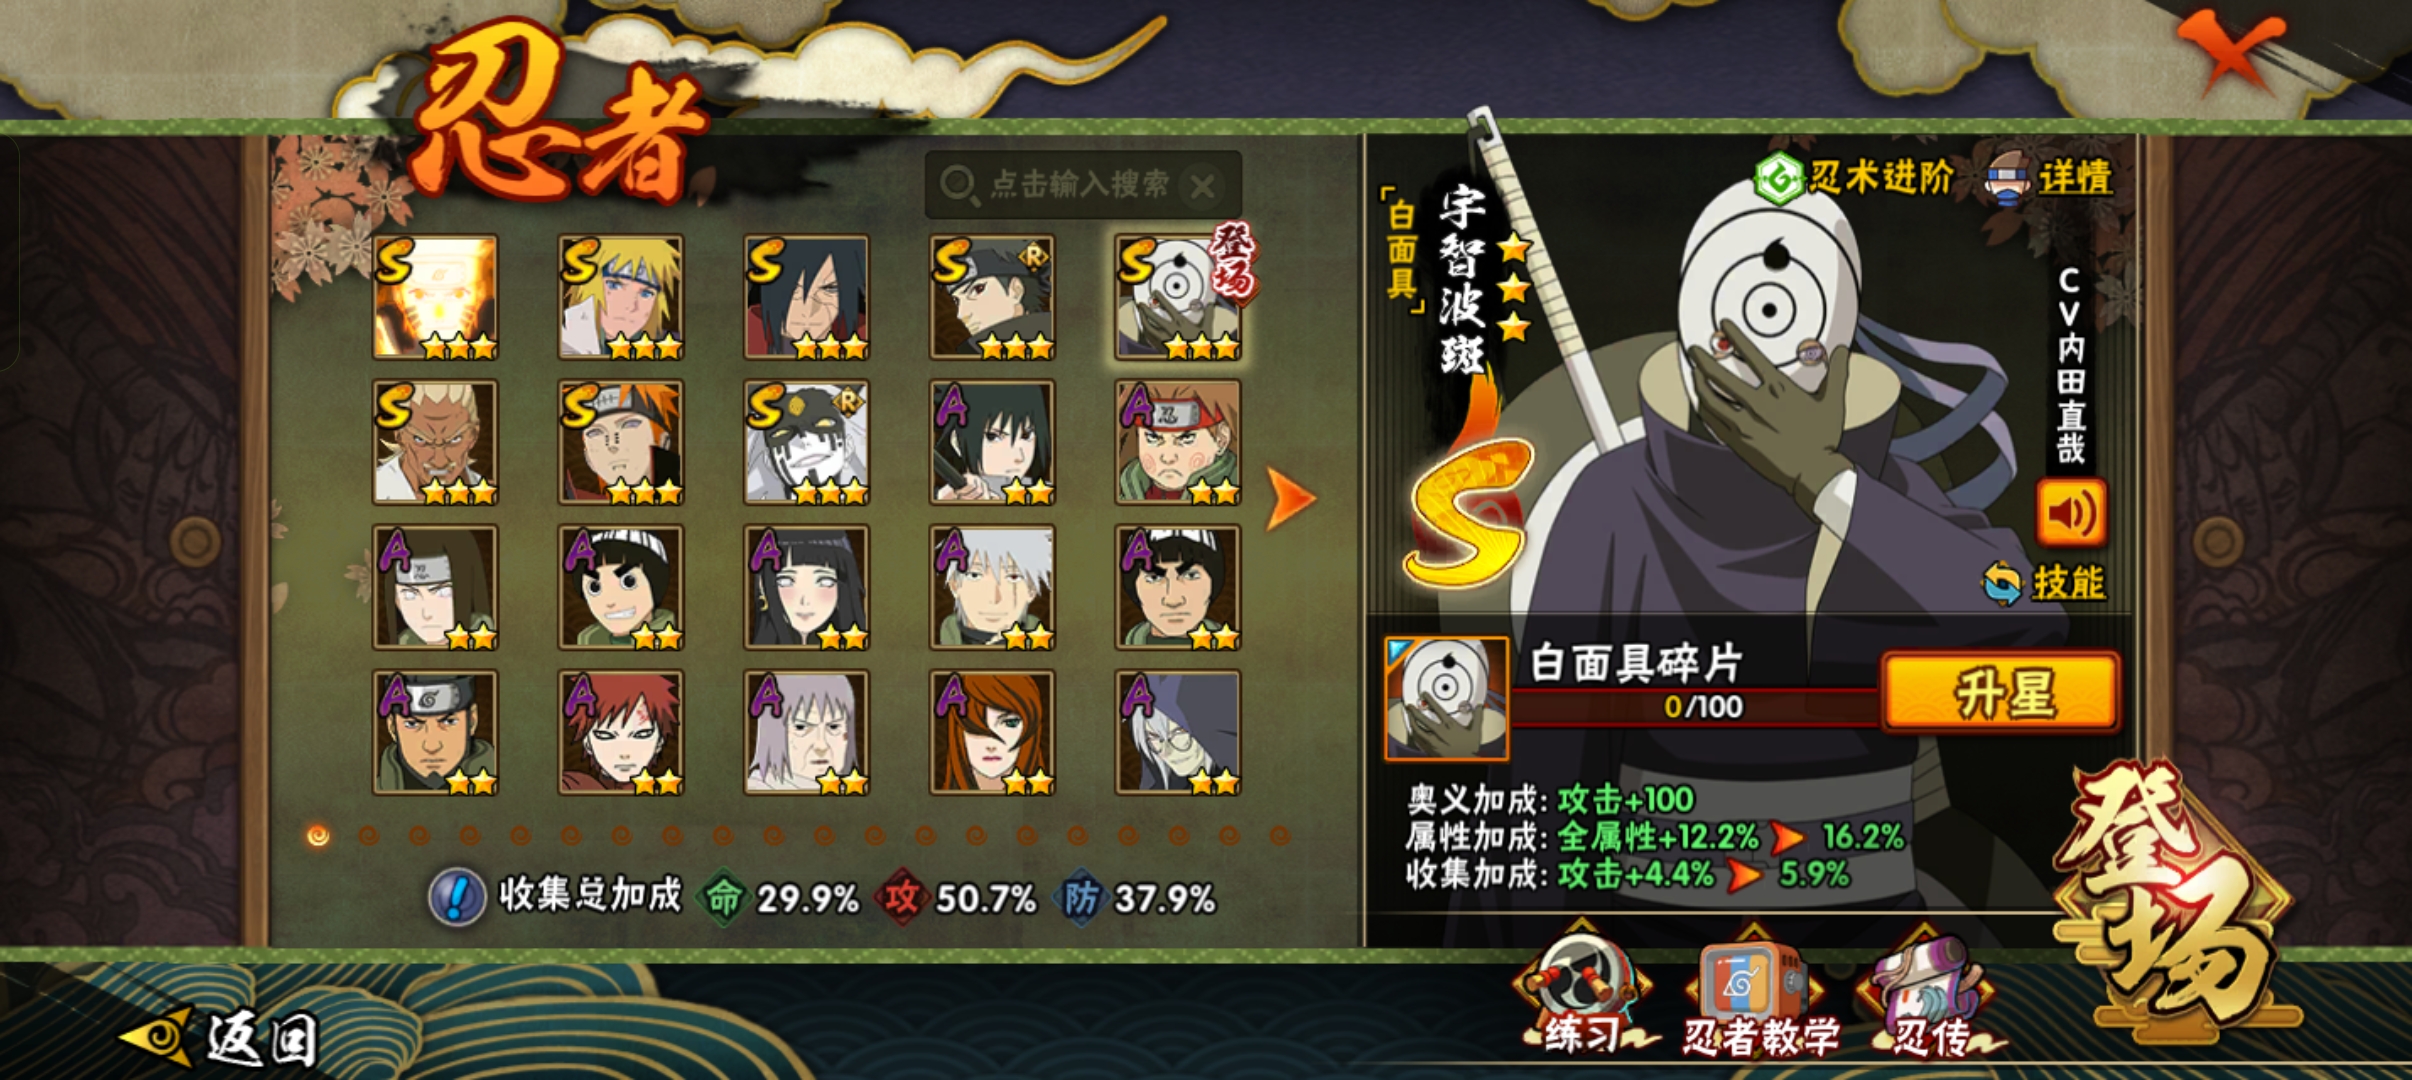 忍者
点击输入搜索
S
S
S
S R
S 登场
S
S
S R
A
A 忍
A
A
A
A
A
A
A
A
A
A
收集总加成 命 29.9% 攻 50.7% 防 37.9%
返回
「白面具」
宇智波斑
S
忍术进阶
详情
CV内田直哉
技能
白面具碎片
0/100
升星
奥义加成: 攻击+100
属性加成: 全属性+12.2% 16.2%
收集加成: 攻击+4.4% 5.9%
练习
忍者教学
忍传
登场